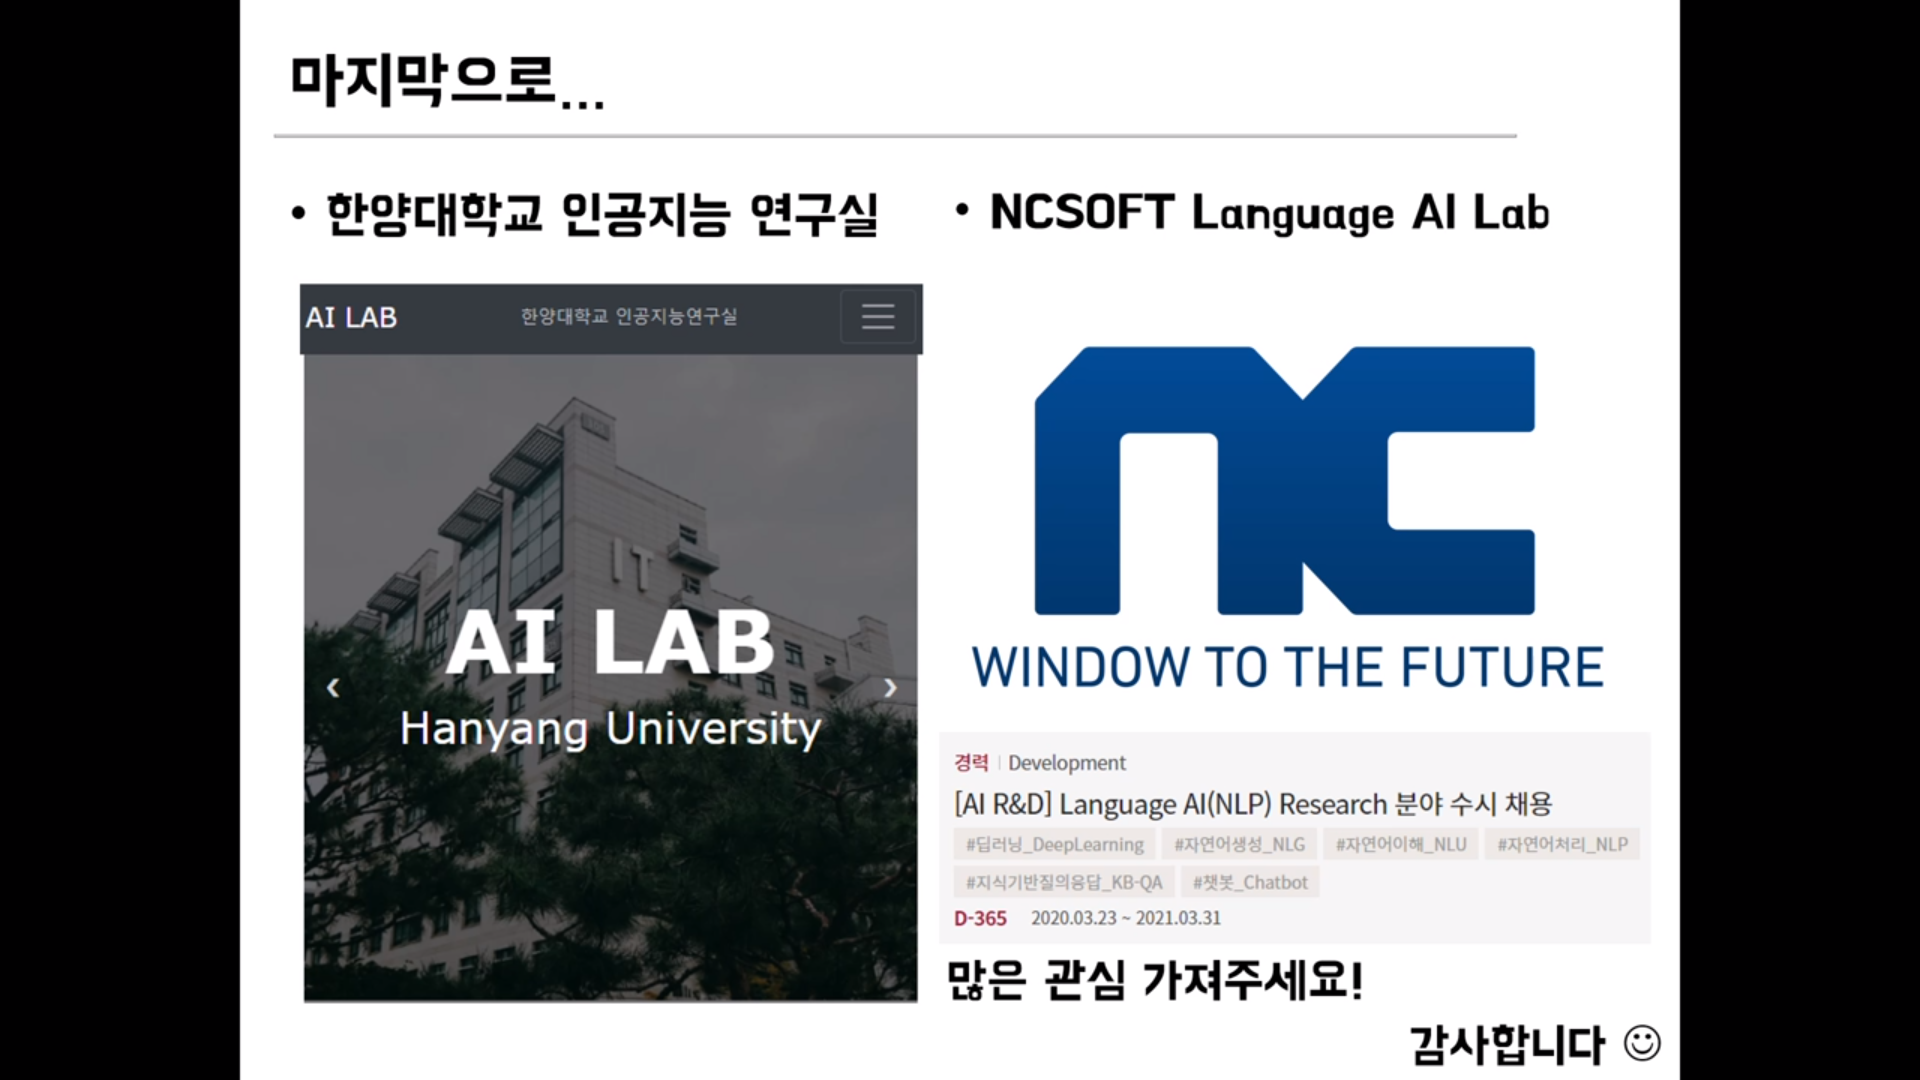 마지막으로...
• 한양대학교 인공지능 연구실
AI LAB
한양대학교 인공지능연구실
IT
AI LAB
Hanyang University
• NCSOFT Language AI Lab
nc
WINDOW TO THE FUTURE
경력 | Development
[AI R&D] Language AI(NLP) Research 분야 수시 채용
#딥러닝_DeepLearning #자연어생성_NLG #자연어이해_NLU #자연어처리_NLP
#지식기반질의응답_KB-QA #챗봇_Chatbot
D-365 2020.03.23 ~ 2021.03.31
많은 관심 가져주세요!
감사합니다 ☺